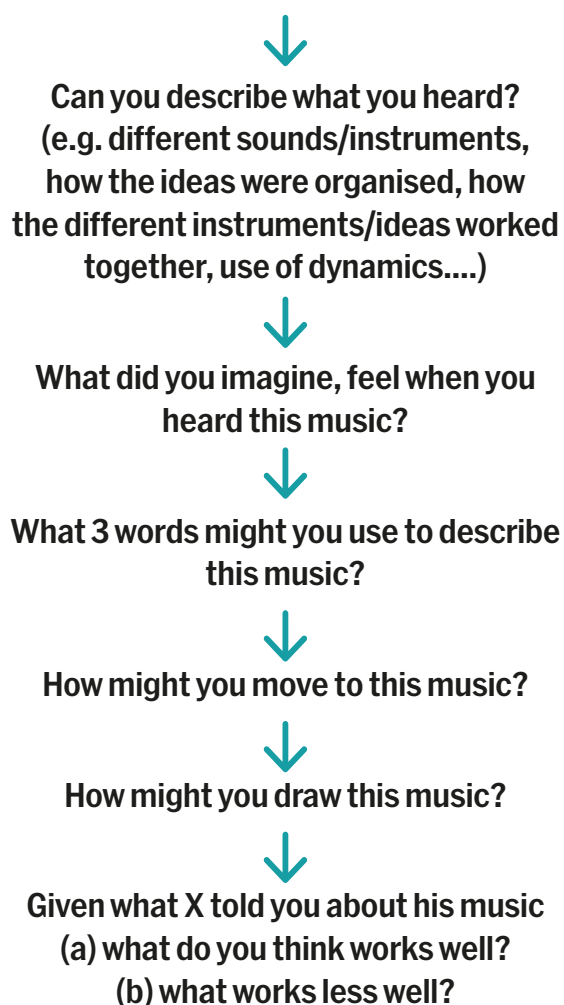 Can you describe what you heard?
(e.g. different sounds/instruments,
how the ideas were organised, how
the different instruments/ideas worked
together, use of dynamics....)
What did you imagine, feel when you
heard this music?
What 3 words might you use to describe
this music?
How might you move to this music?
How might you draw this music?
Given what X told you about his music
(a) what do you think works well?
(b) what works less well?